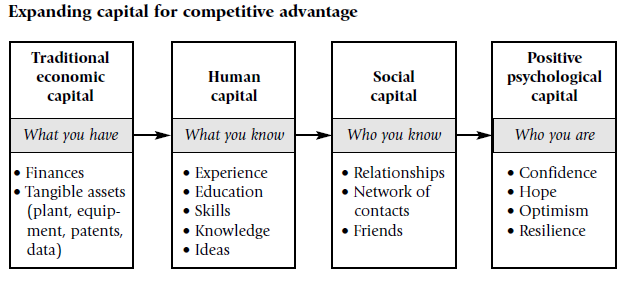 Expanding capital for competitive advantage
Traditional
economic
capital
What you have
• Finances
• Tangible assets
(plant, equip-
ment, patents,
data)
Human
capital
What you know
• Experience
• Education
• Skills
• Knowledge
• Ideas
Social
capital
Who you know
• Relationships
• Network of
contacts
• Friends
Positive
psychological
capital
Who you are
• Confidence
• Hope
• Optimism
• Resilience